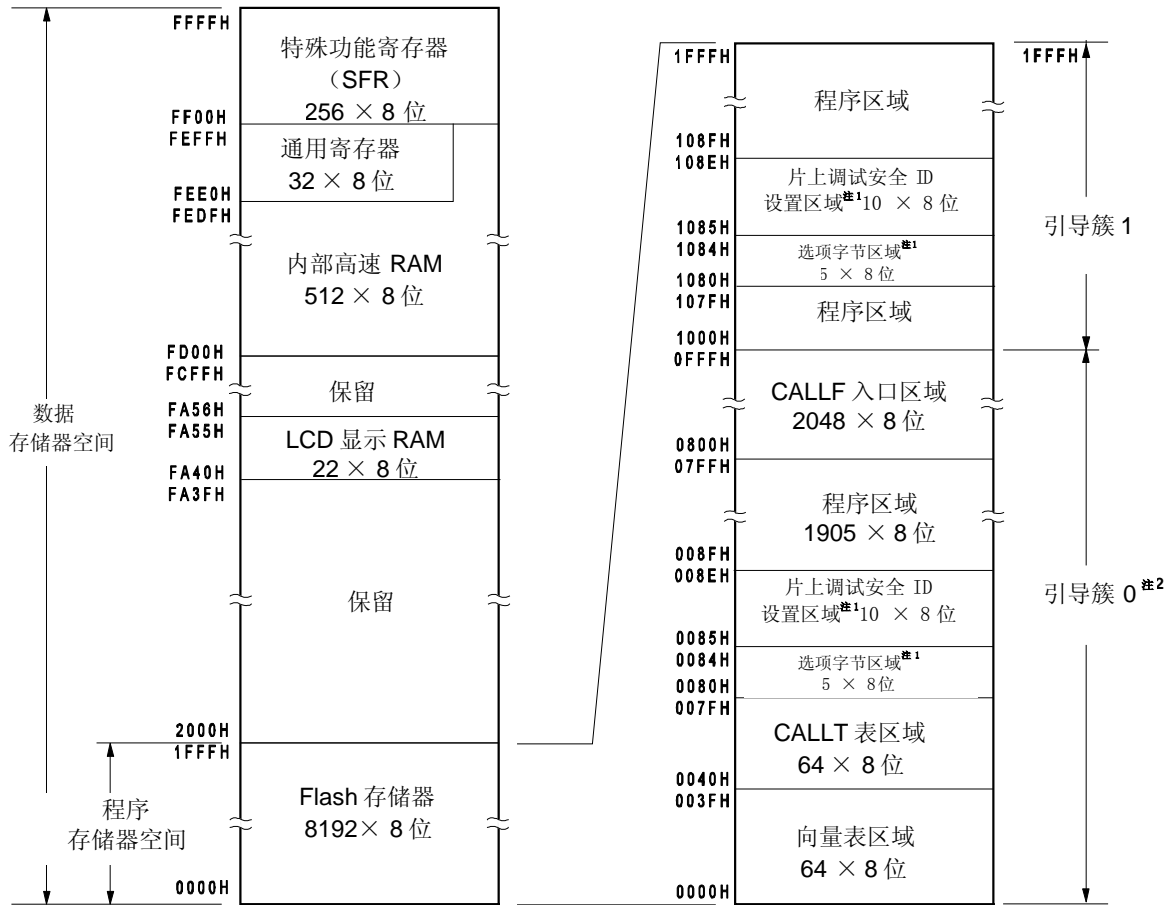 数据
存储器空间
程序
存储器空间
FFFFH
特殊功能寄存器
（SFR）
256 × 8 位
FF00H
FEFFH
通用寄存器
32 × 8 位
FEE0H
FEDFH
内部高速 RAM
512 × 8 位
FD00H
FCFFH
保留
FA56H
FA55H
LCD 显示 RAM
22 × 8 位
FA40H
FA3FH
保留
2000H
1FFFH
Flash 存储器
8192× 8 位
0000H
1FFFH
程序区域
108FH
108EH
片上调试安全 ID
设置区域注1 10 × 8 位
1085H
1084H
选项字节区域注1
5 × 8位
1080H
107FH
程序区域
1000H
0FFFH
CALLF 入口区域
2048 × 8 位
0800H
07FFH
程序区域
1905 × 8 位
008FH
008EH
片上调试安全 ID
设置区域注1 10 × 8 位
0085H
0084H
选项字节区域注1
5 × 8位
0080H
007FH
CALLT 表区域
64 × 8 位
0040H
003FH
向量表区域
64 × 8 位
0000H
1FFFH
引导簇 1
引导簇 0 注2